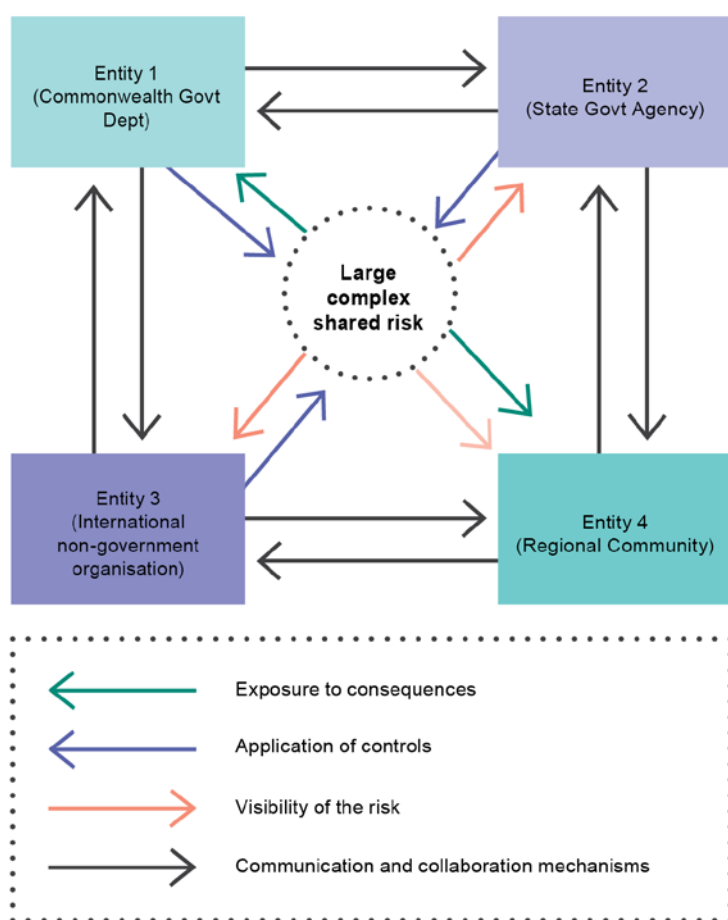 Entity 1
(Commonwealth Govt
Dept)
Entity 2
(State Govt Agency)
Large
complex
shared risk
Entity 3
(International
non-government
organisation)
Entity 4
(Regional Community)
Exposure to consequences
Application of controls
Visibility of the risk
Communication and collaboration mechanisms